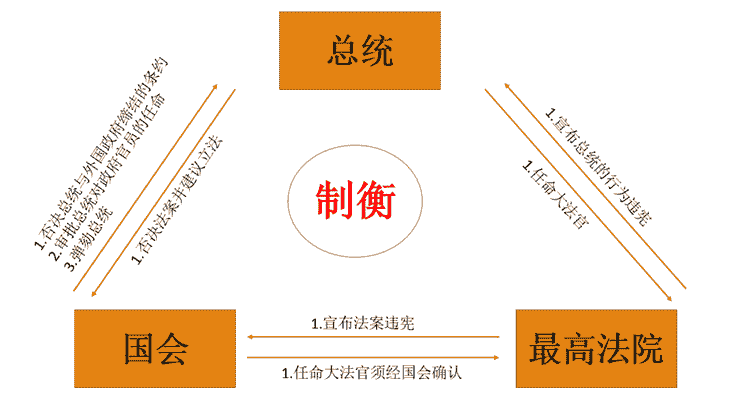 总统
1.否决总统与外国政府缔结的条约
2.审批总统对政府官员的任命
3.弹劾总统
1.否决法案并建议立法
制衡
1.宣布总统的行为违宪
1.任命大法官
国会
1.宣布法案违宪
1.任命大法官须经国会确认
最高法院